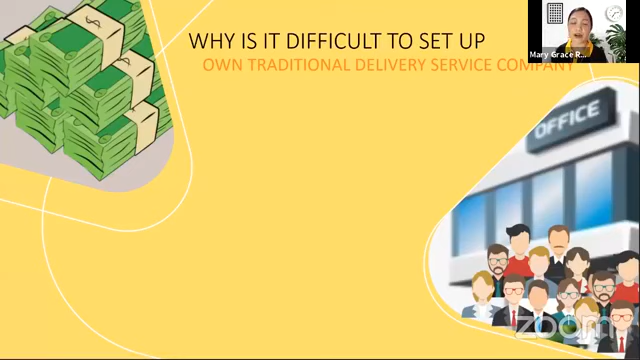 WHY IS IT DIFFICULT TO SET UP
OWN TRADITIONAL DELIVERY SERVICE COMPANY
Mary Grace R...
OFFICE
zoom